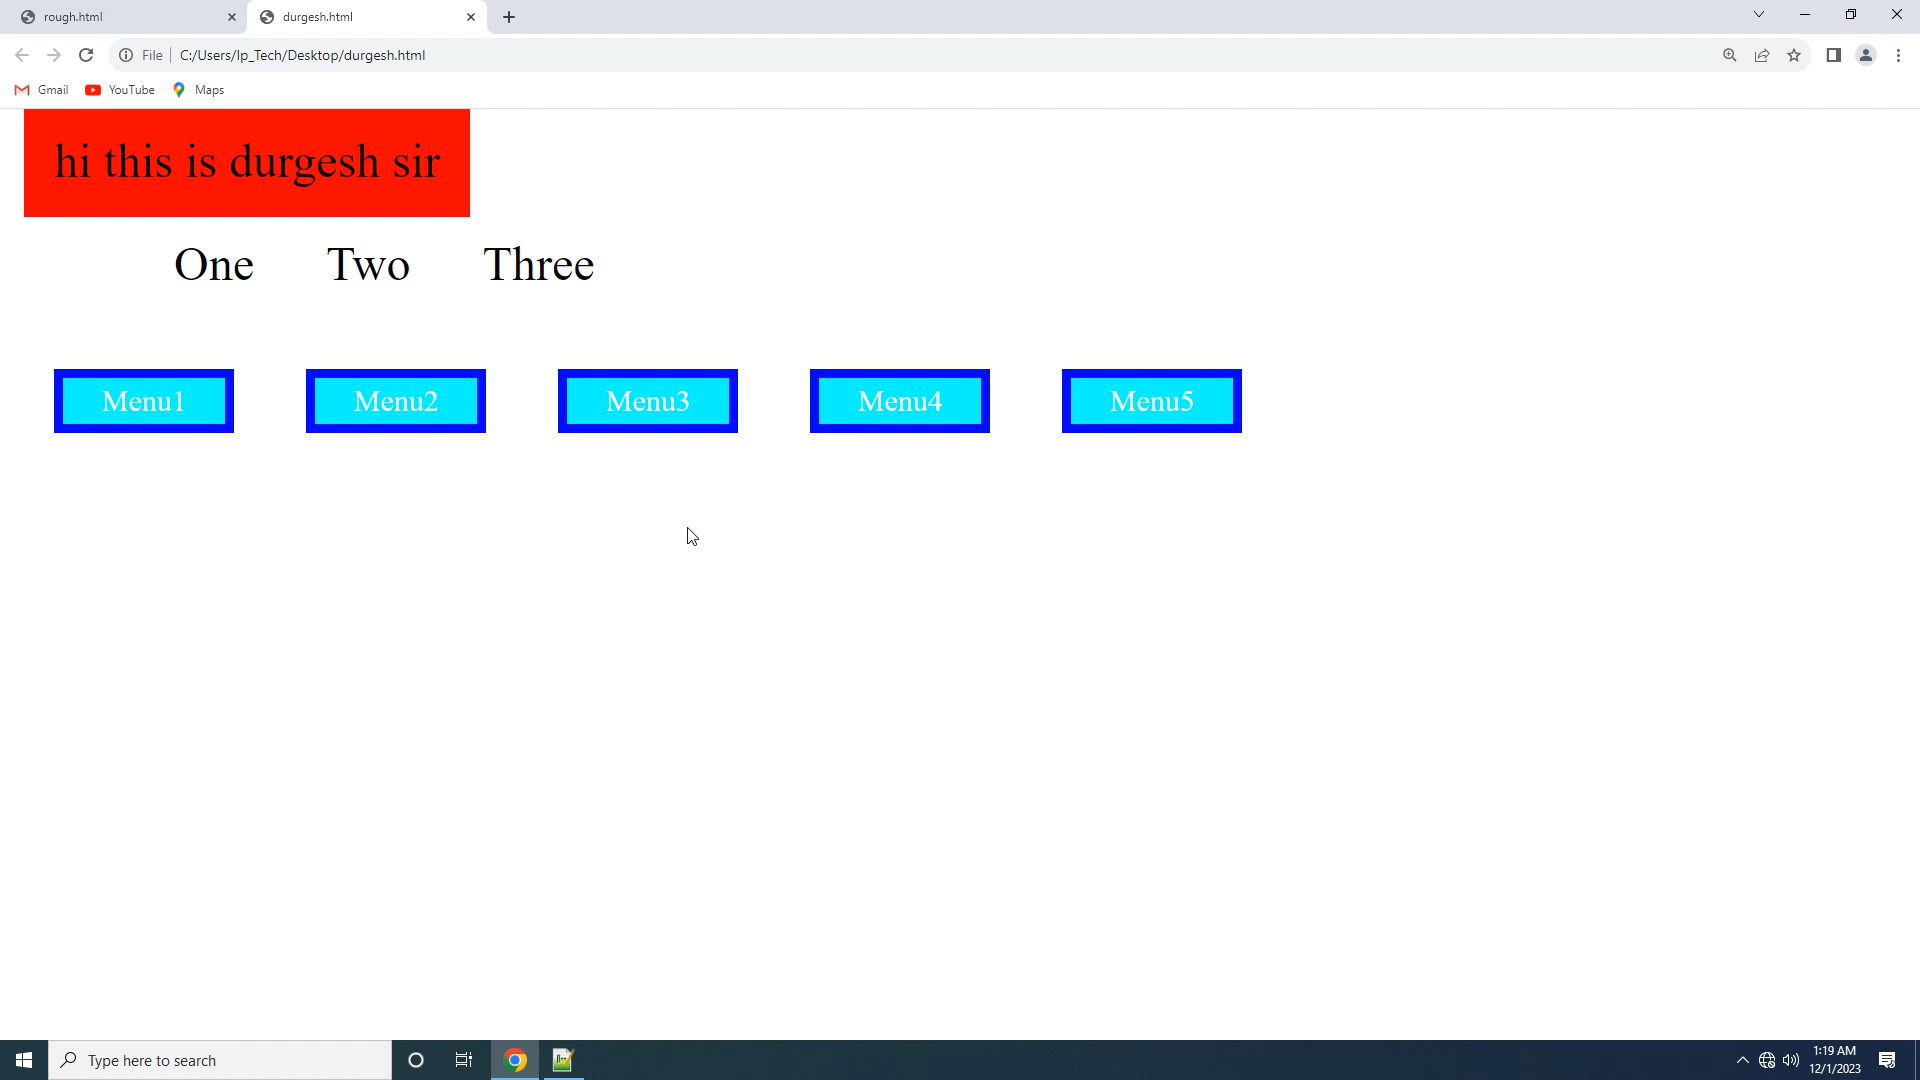 rough.html
durgesh.html
File
C:/Users/lp_Tech/Desktop/durgesh.html
Gmail YouTube Maps
hi this is durgesh sir
One Two Three
Menu1 Menu2 Menu3 Menu4 Menu5
Type here to search
1:19 AM
12/1/2023